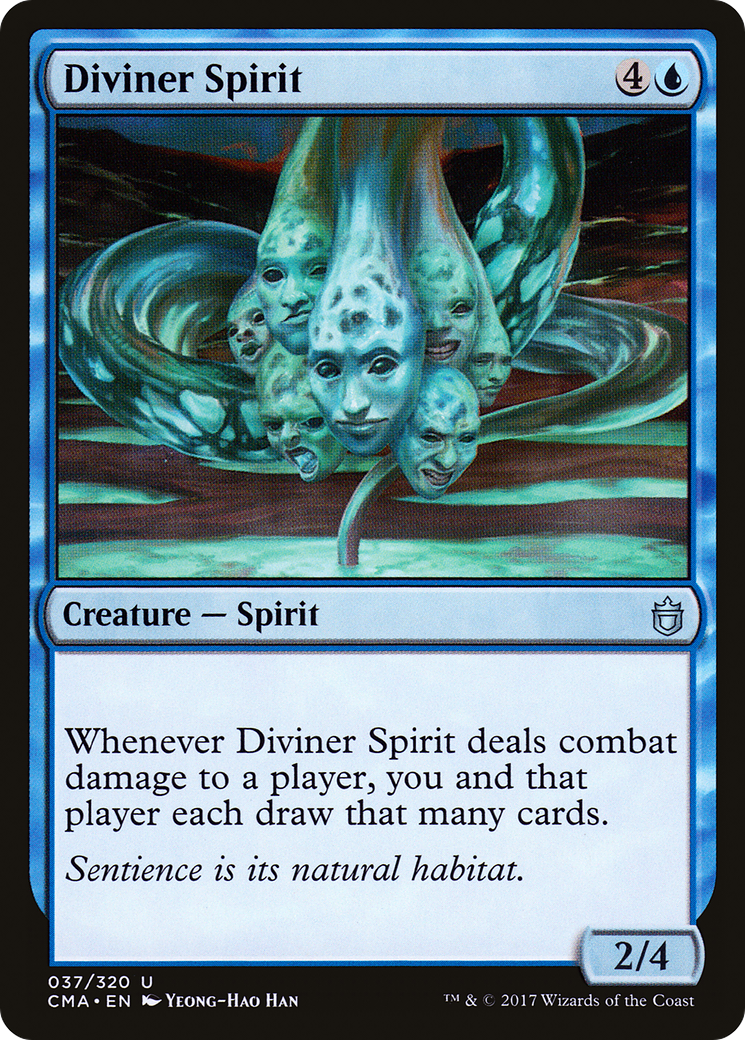 Diviner Spirit 4
Creature — Spirit
Whenever Diviner Spirit deals combat
damage to a player, you and that
player each draw that many cards.
Sentience is its natural habitat.
2/4
037/320 U
CMA • EN Yeong-Hao Han
™ & © 2017 Wizards of the Coast